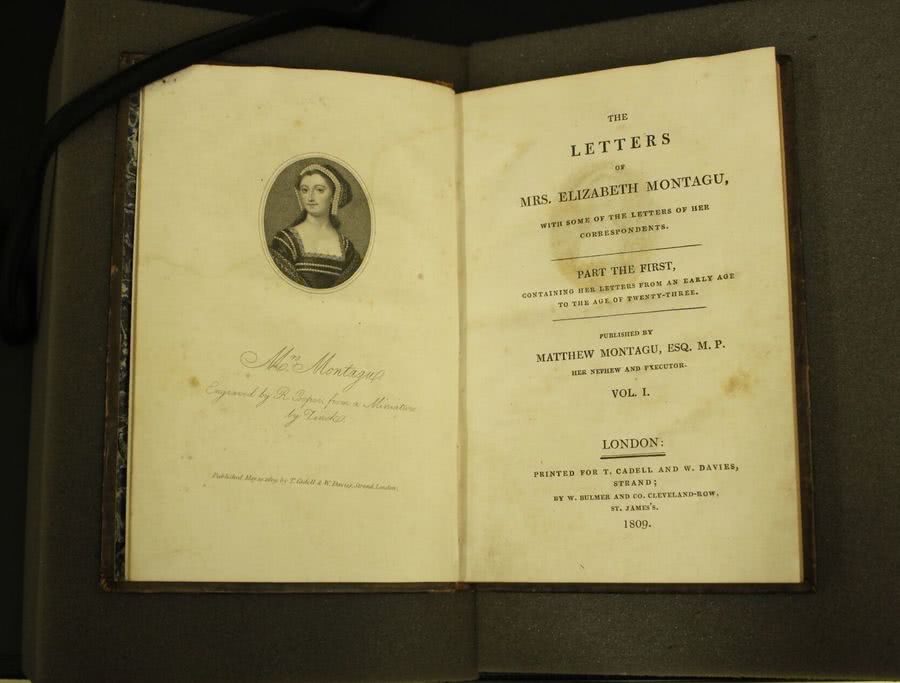 Mrs. Montagu
Engraved by R. Cooper, from a Miniature
by Zincke.
Published May 10 1809, by T. Cadell & W. Davies, Strand, London.
THE
LETTERS
OF
MRS. ELIZABETH MONTAGU,
WITH SOME OF THE LETTERS OF HER
CORRESPONDENTS.
PART THE FIRST,
CONTAINING HER LETTERS FROM AN EARLY AGE
TO THE AGE OF TWENTY-THREE.
PUBLISHED BY
MATTHEW MONTAGU, ESQ. M. P.
HER NEPHEW AND EXECUTOR.
VOL. I.
LONDON:
PRINTED FOR T. CADELL AND W. DAVIES,
STRAND;
BY W. BULMER AND CO. CLEVELAND-ROW,
ST. JAMES'S.
1809.